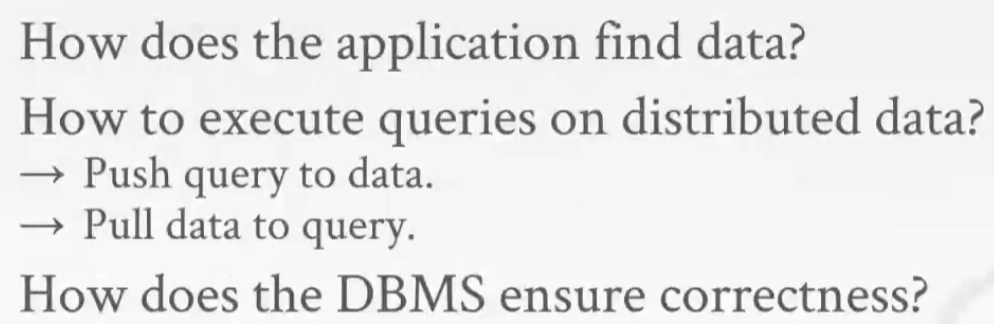 How does the application find data?
How to execute queries on distributed data?
→ Push query to data.
→ Pull data to query.
How does the DBMS ensure correctness?